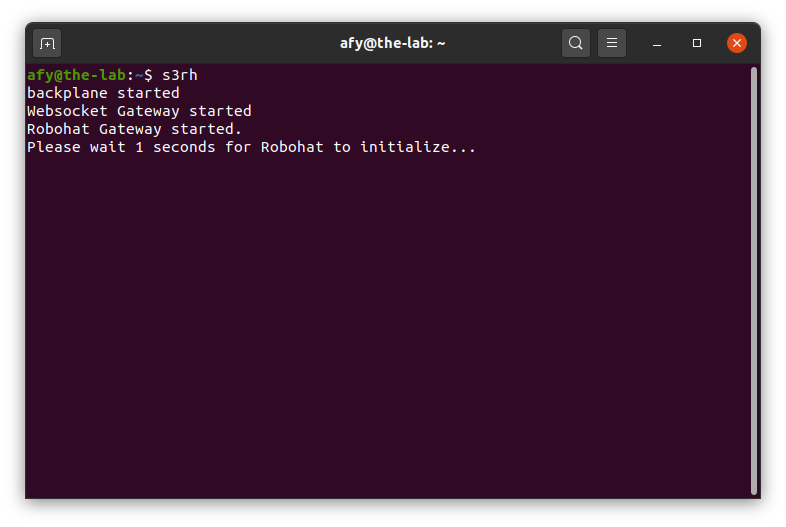 afy@the-lab: ~
afy@the-lab:~$ s3rh
backplane started
Websocket Gateway started
Robohat Gateway started.
Please wait 1 seconds for Robohat to initialize...